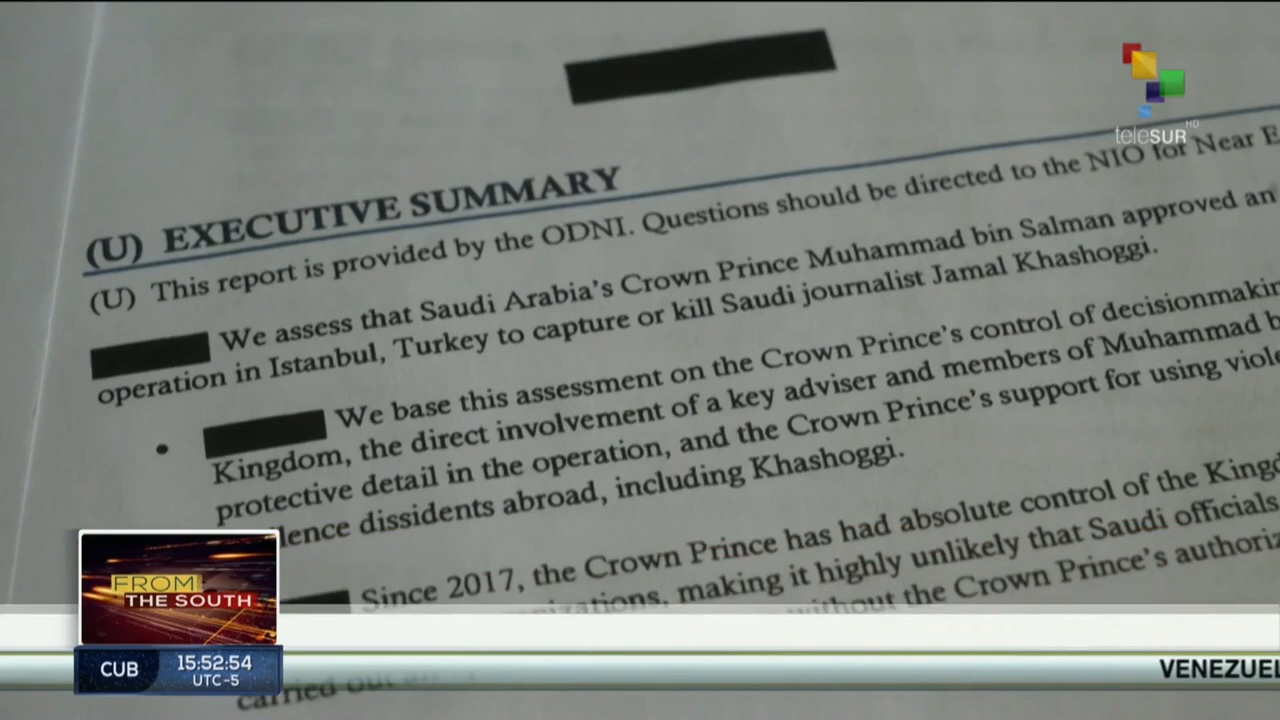 teleSUR HD
(U) EXECUTIVE SUMMARY
(U) This report is provided by the ODNI. Questions should be directed to the NIO for Near E
We assess that Saudi Arabia's Crown Prince Muhammad bin Salman approved an
operation in Istanbul, Turkey to capture or kill Saudi journalist Jamal Khashoggi.
• We base this assessment on the Crown Prince's control of decisionmakin
Kingdom, the direct involvement of a key adviser and members of Muhammad b
protective detail in the operation, and the Crown Prince's support for using viole
lence dissidents abroad, including Khashoggi.
Since 2017, the Crown Prince has had absolute control of the Kingd
nizations, making it highly unlikely that Saudi officials
without the Crown Prince's authoriz
carried out
FROM
THE SOUTH
CUB
15:52:54
UTC-5
VENEZUEL